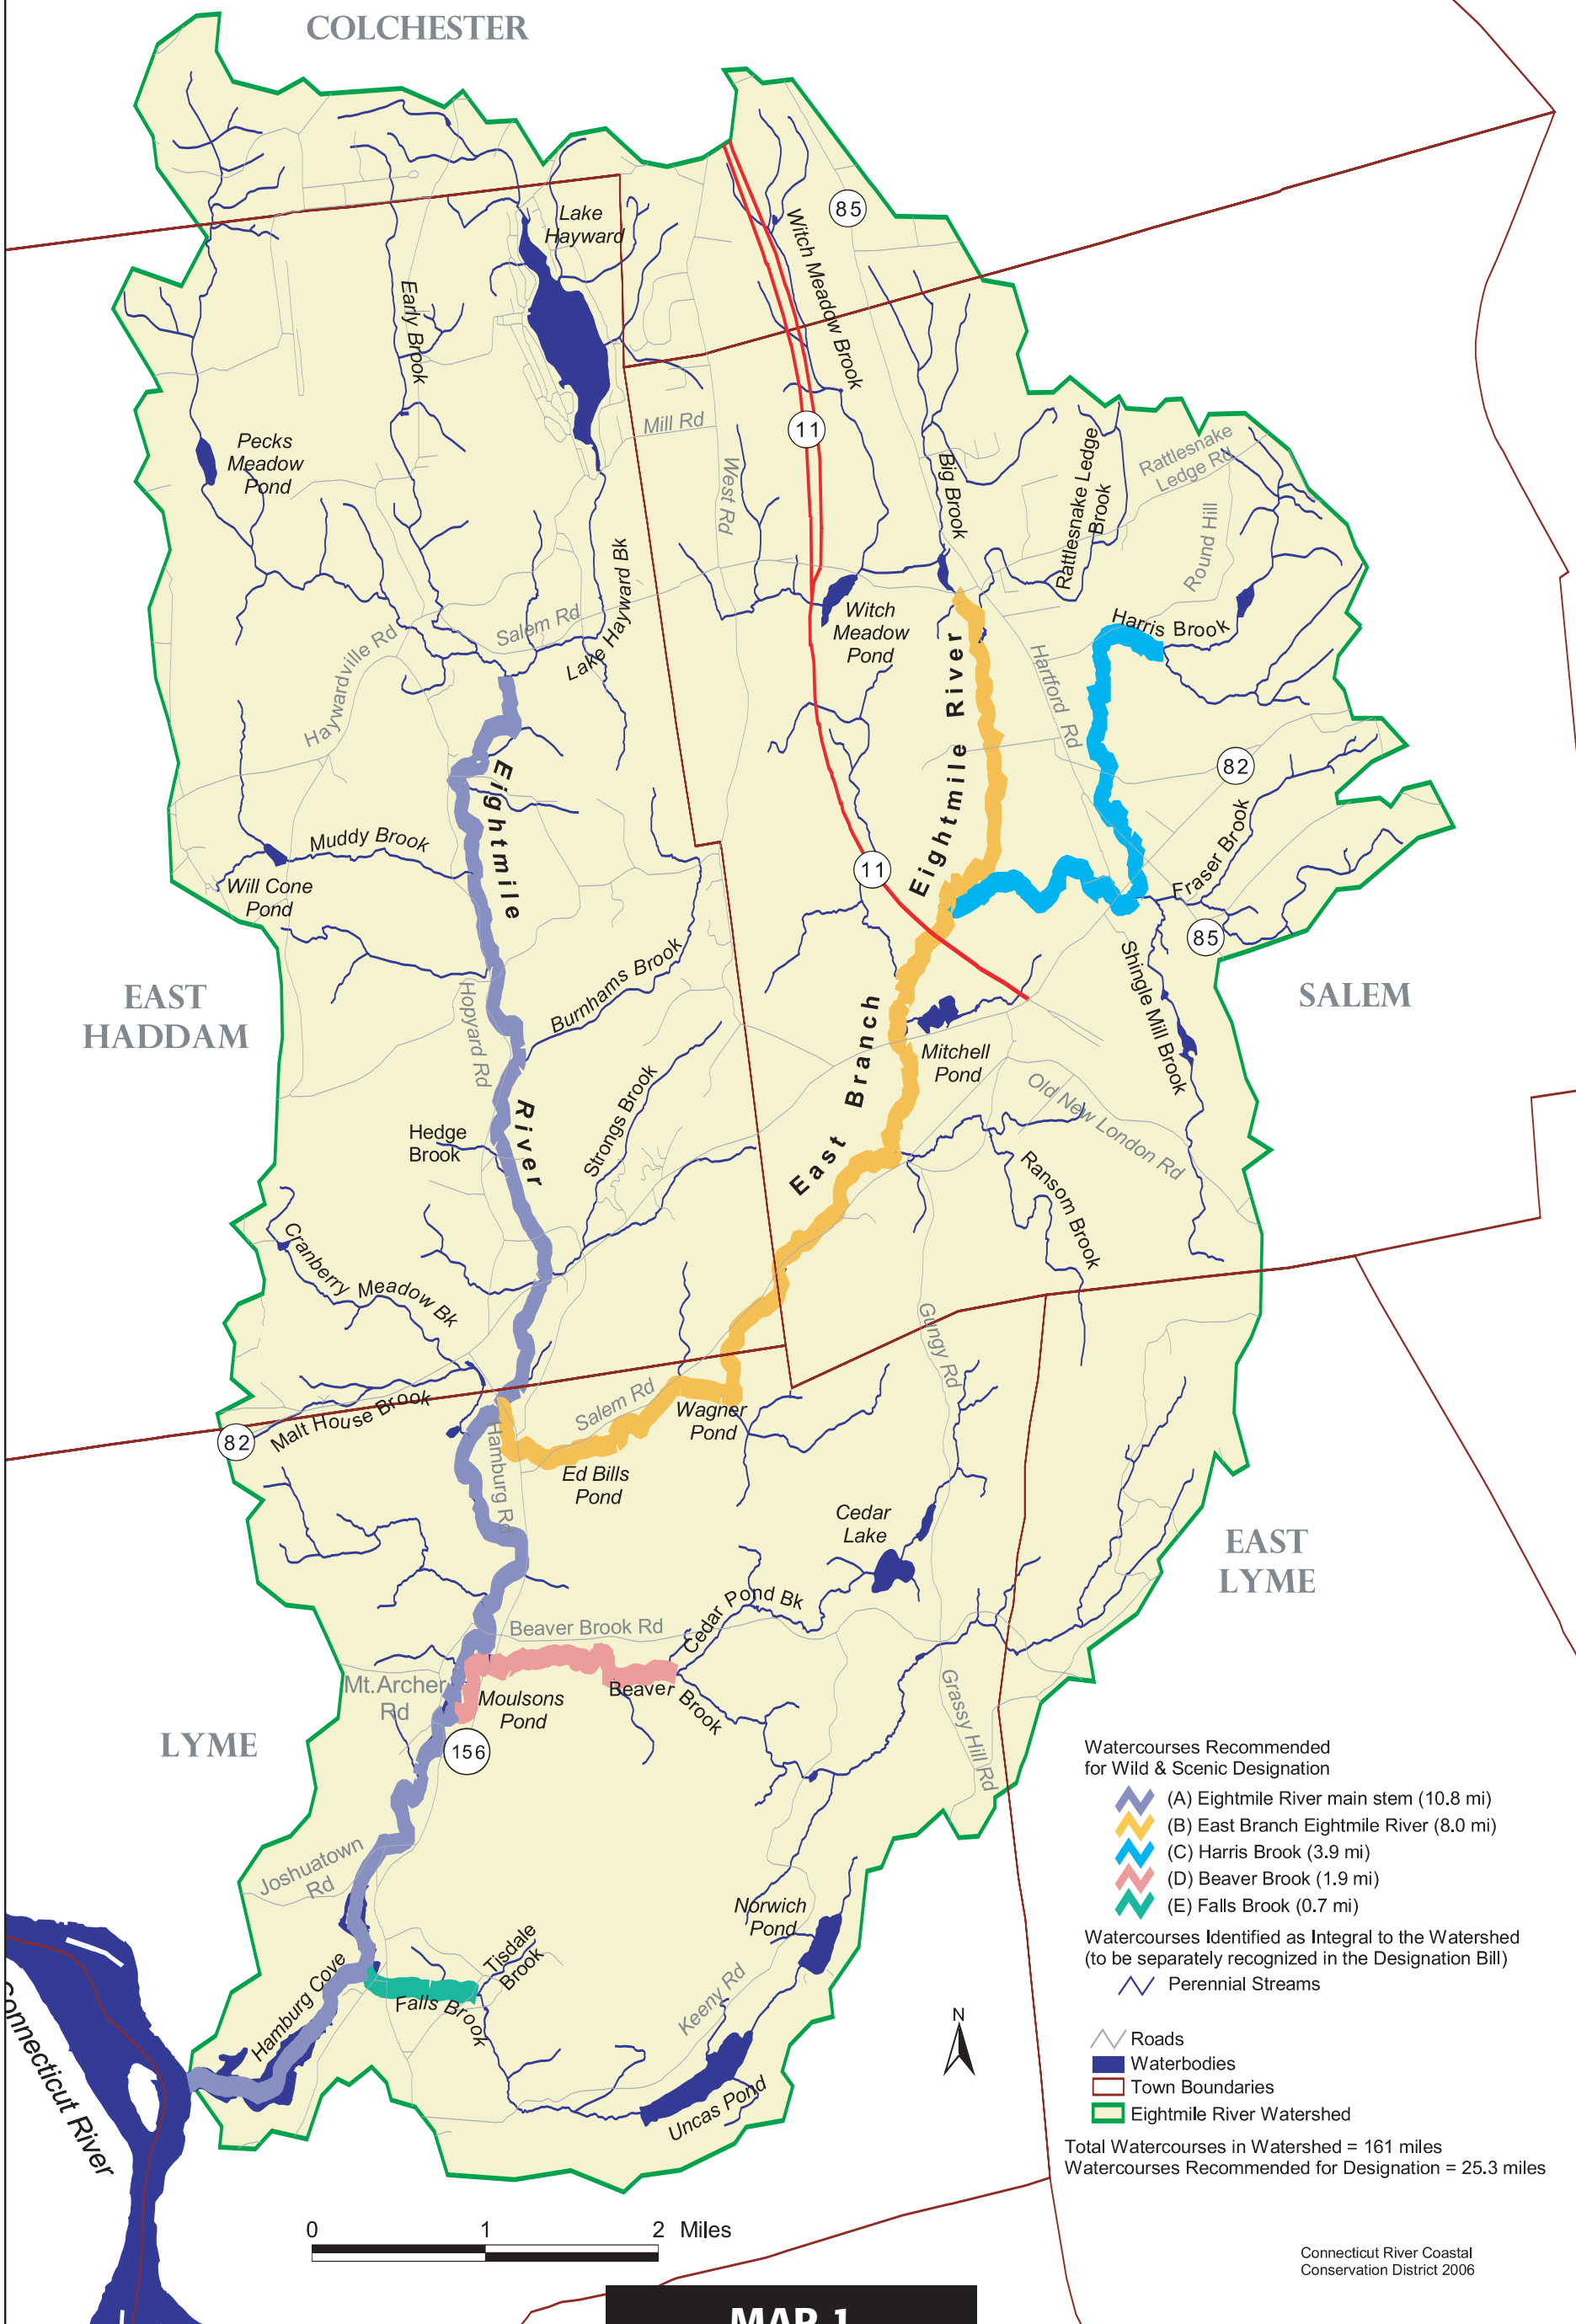 COLCHESTER
85
Lake
Hayward
Witch Meadow Brook
Early Brook
Mill Rd
11
Pecks
Meadow
Pond
West Rd
Big Brook
Rattlesnake Ledge
Brook
Rattlesnake
Ledge Rd
Round Hill
Lake Hayward Bk
Salem Rd
Haywardville Rd
Witch
Meadow
Pond
Harris Brook
Hartford Rd
82
Eightmile
River
Eightmile River
East Branch
Muddy Brook
Will Cone
Pond
11
Fraser Brook
85
Shingle Mill Brook
EAST
HADDAM
SALEM
Hopyard Rd
Burnhams Brook
Mitchell
Pond
Old New London Rd
Hedge
Brook
Strongs Brook
Ransom Brook
Cranberry Meadow Bk
Gungy Rd
Malt House Brook
82
Salem Rd
Wagner
Pond
Hamburg Rd
Ed Bills
Pond
Cedar
Lake
EAST
LYME
Cedar Pond Bk
Beaver Brook Rd
Mt.Archer
Rd
Moulsons
Pond
Beaver Brook
Grassy Hill Rd
LYME
156
Joshuatown
Rd
Norwich
Pond
Tisdale
Brook
Hamburg Cove
Falls Brook
Keeny Rd
Uncas Pond
Connecticut River
Watercourses Recommended
for Wild & Scenic Designation
(A) Eightmile River main stem (10.8 mi)
(B) East Branch Eightmile River (8.0 mi)
(C) Harris Brook (3.9 mi)
(D) Beaver Brook (1.9 mi)
(E) Falls Brook (0.7 mi)
Watercourses Identified as Integral to the Watershed
(to be separately recognized in the Designation Bill)
Perennial Streams
N
Roads
Waterbodies
Town Boundaries
Eightmile River Watershed
Total Watercourses in Watershed = 161 miles
Watercourses Recommended for Designation = 25.3 miles
0 1 2 Miles
Connecticut River Coastal
Conservation District 2006
MAP 1